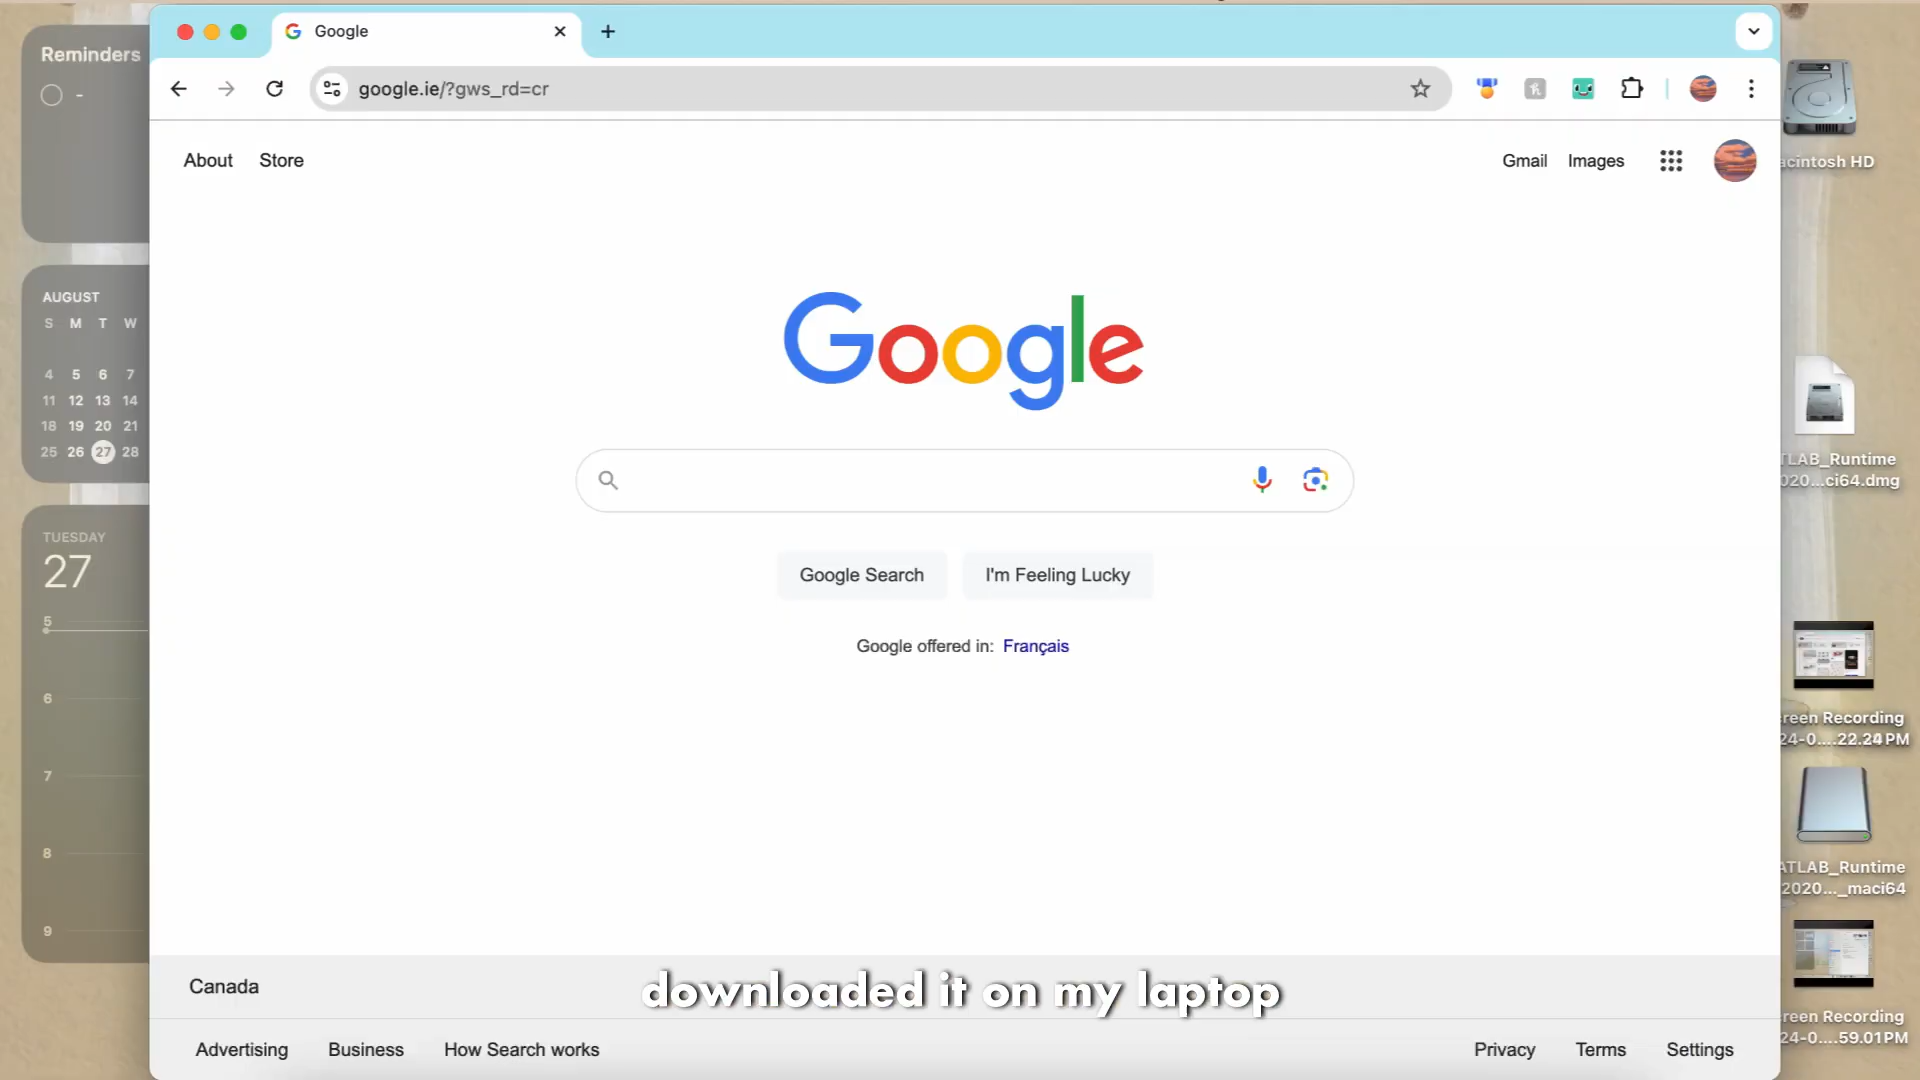 Reminders
-
AUGUST
S M T W
4 5 6 7
11 12 13 14
18 19 20 21
25 26 27 28
TUESDAY
27
5
6
7
8
9
Google
google.ie/?gws_rd=cr
About Store
Gmail Images
Google
Google Search I'm Feeling Lucky
Google offered in: Français
Canada
downloaded it on my laptop
Advertising Business How Search works
Privacy Terms Settings
acintosh HD
TLAB_Runtime
020...ci64.dmg
reen Recording
24-0....22.24 PM
ATLAB_Runtime
2020..._maci64
reen Recording
24-0....59.01 PM